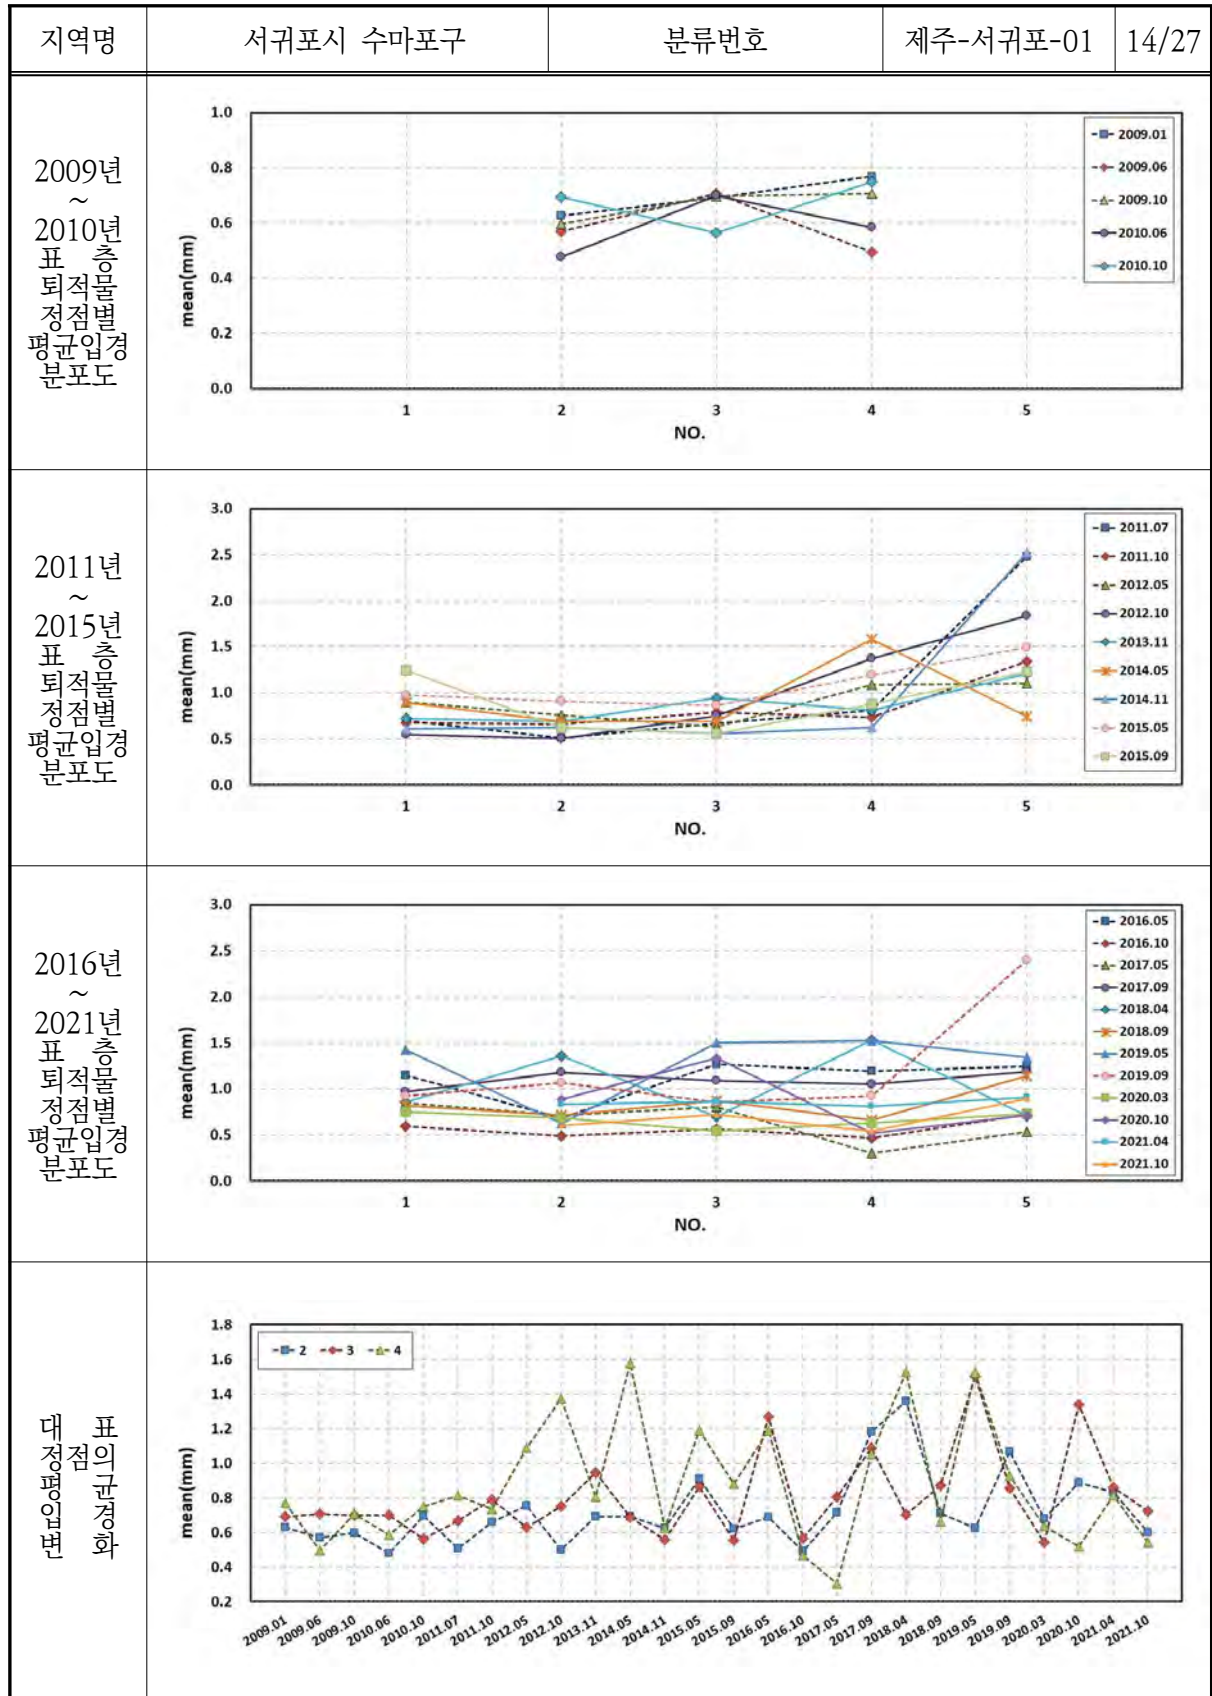 지역명 서귀포시 수마포구 분류번호 제주-서귀포-01 14/27
2009년
~
2010년
표 층
퇴적물
정점별
평균입경
분포도
mean(mm)
1.0
0.8
0.6
0.4
0.2
0.0
1 2 3 4 5
NO.
2009.01
2009.06
2009.10
2010.06
2010.10
2011년
~
2015년
표 층
퇴적물
정점별
평균입경
분포도
mean(mm)
3.0
2.5
2.0
1.5
1.0
0.5
0.0
1 2 3 4 5
NO.
2011.07
2011.10
2012.05
2012.10
2013.11
2014.05
2014.11
2015.05
2015.09
2016년
~
2021년
표 층
퇴적물
정점별
평균입경
분포도
mean(mm)
3.0
2.5
2.0
1.5
1.0
0.5
0.0
1 2 3 4 5
NO.
2016.05
2016.10
2017.05
2017.09
2018.04
2018.09
2019.05
2019.09
2020.03
2020.10
2021.04
2021.10
대 표
정점의
평 균
입 경
변 화
mean(mm)
1.8
1.6
1.4
1.2
1.0
0.8
0.6
0.4
0.2
2 3 4
2009.01 2009.06 2009.10 2010.06 2010.10 2011.07 2011.10 2012.05 2012.10 2013.11 2014.05 2014.11 2015.05 2015.09 2016.05 2016.10 2017.05 2017.09 2018.04 2018.09 2019.05 2019.09 2020.03 2020.10 2021.04 2021.10